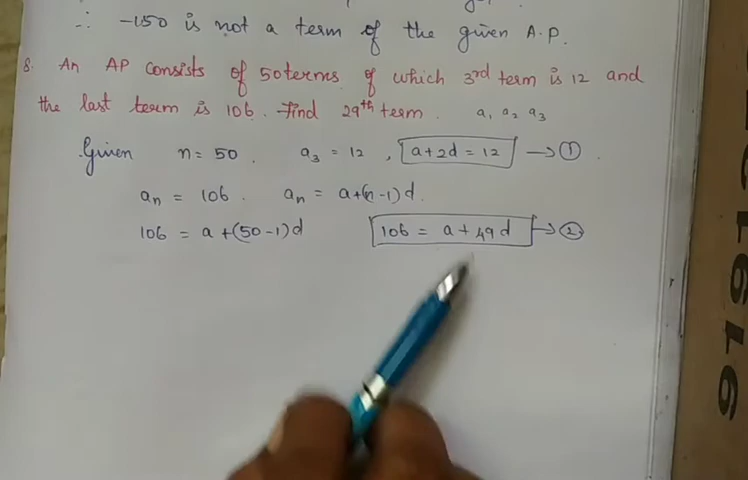 ∴ -150 is not a term of the given A.P.
8. An AP consists of 50 terms of which 3rd term is 12 and
the last term is 106. Find 29th term. a₁ a₂ a₃
Given n = 50. a₃ = 12, a+2d = 12 → ①
aₙ = 106. aₙ = a+(n-1)d.
106 = a+(50-1)d 106 = a+49d → ②